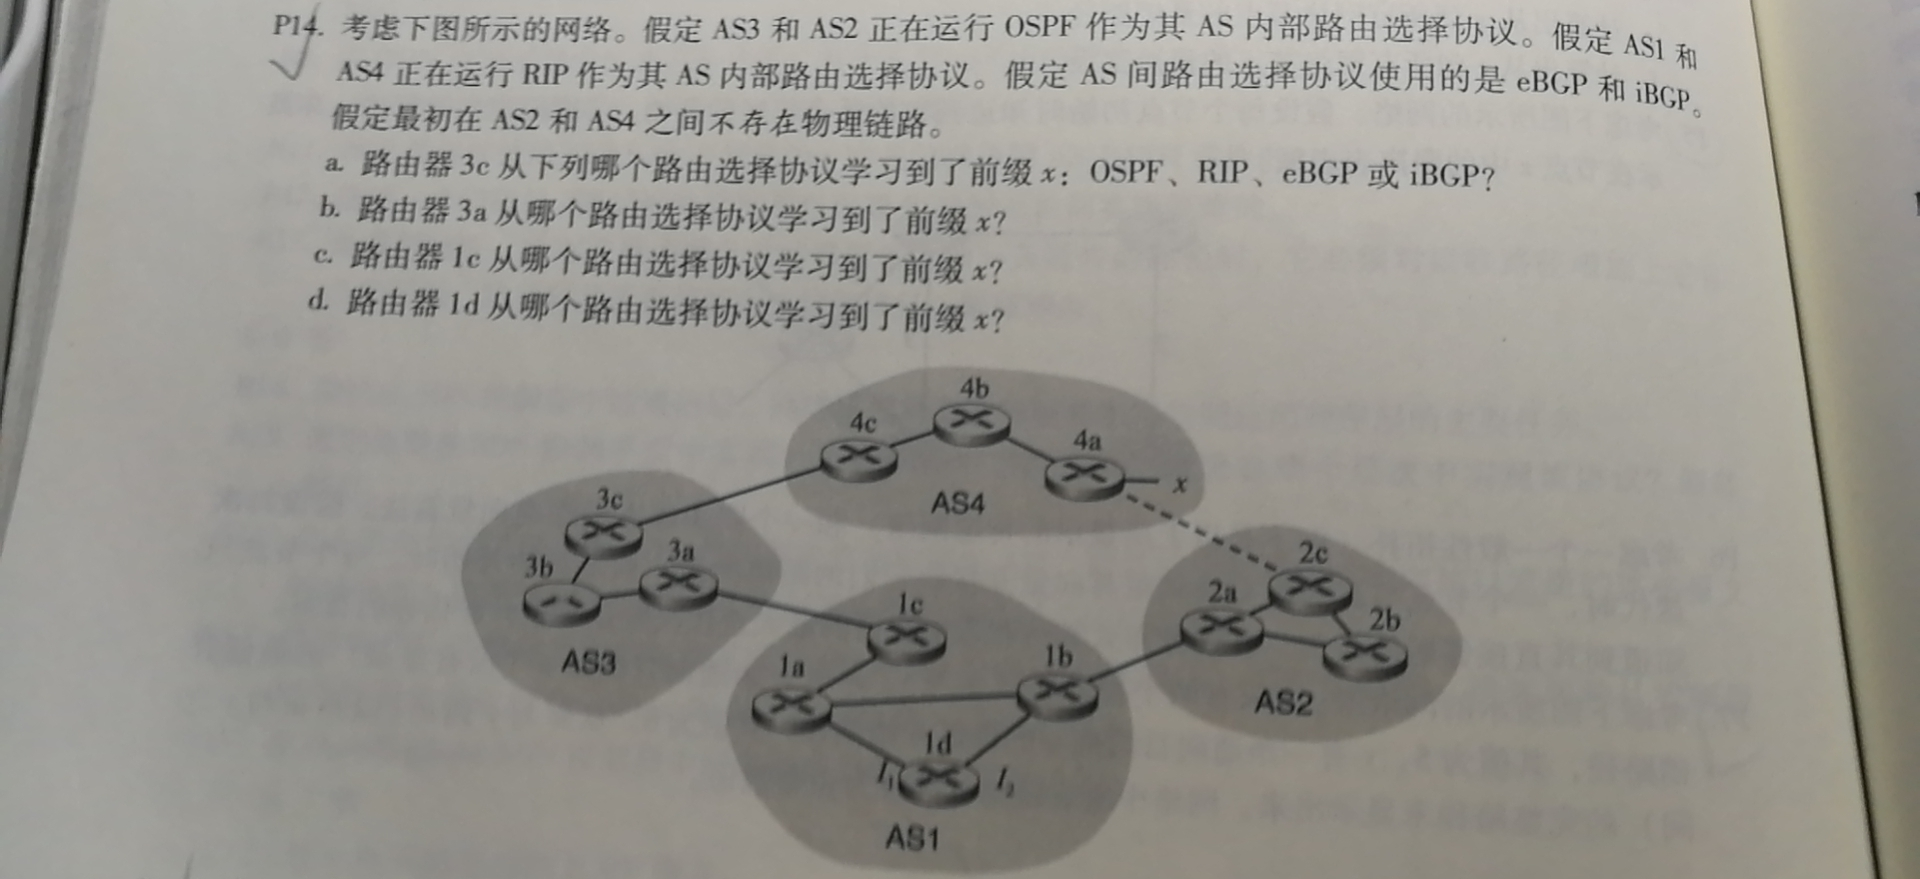 P14. 考虑下图所示的网络。假定 AS3 和 AS2 正在运行 OSPF 作为其 AS 内部路由选择协议。假定 AS1 和
AS4 正在运行 RIP 作为其 AS 内部路由选择协议。假定 AS 间路由选择协议使用的是 eBGP 和 iBGP。
假定最初在 AS2 和 AS4 之间不存在物理链路。
a. 路由器 3c 从下列哪个路由选择协议学习到了前缀 x：OSPF、RIP、eBGP 或 iBGP？
b. 路由器 3a 从哪个路由选择协议学习到了前缀 x？
c. 路由器 1c 从哪个路由选择协议学习到了前缀 x？
d. 路由器 1d 从哪个路由选择协议学习到了前缀 x？
4b
4c
4a
x
AS4
3c
3b
3a
AS3
2c
2a
2b
AS2
1c
1a
1b
1d
I₁
I₂
AS1